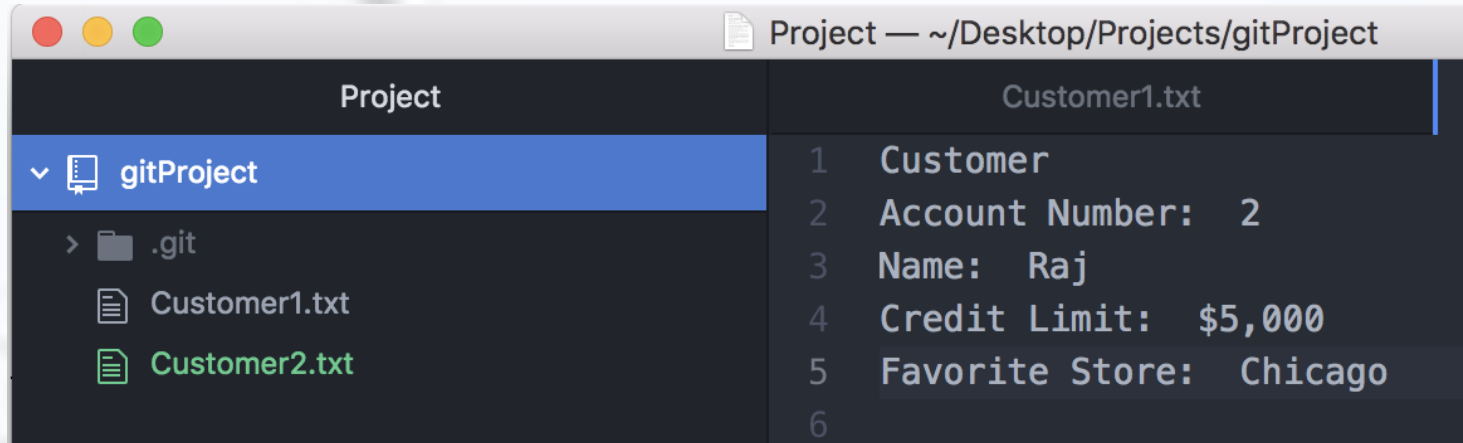 Project — ~/Desktop/Projects/gitProject
Project
gitProject
.git
Customer1.txt
Customer2.txt
Customer1.txt
1 Customer
2 Account Number:  2
3 Name:  Raj
4 Credit Limit:  $5,000
5 Favorite Store:  Chicago
6